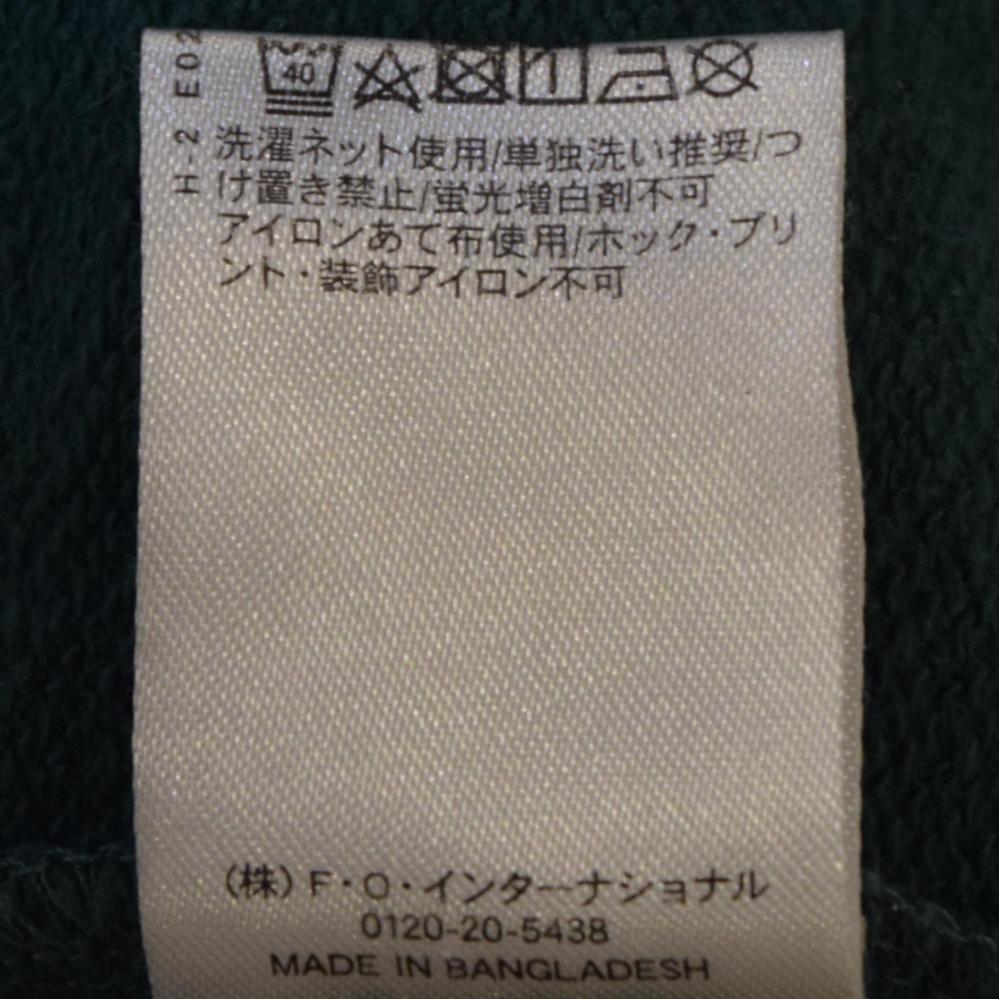 40
洗濯ネット使用/単独洗い推奨/つ
け置き禁止/蛍光増白剤不可
アイロンあて布使用/ホック・プリ
ント・装飾アイロン不可
H-2 E02
(株)F・O・インターナショナル
0120-20-5438
MADE IN BANGLADESH